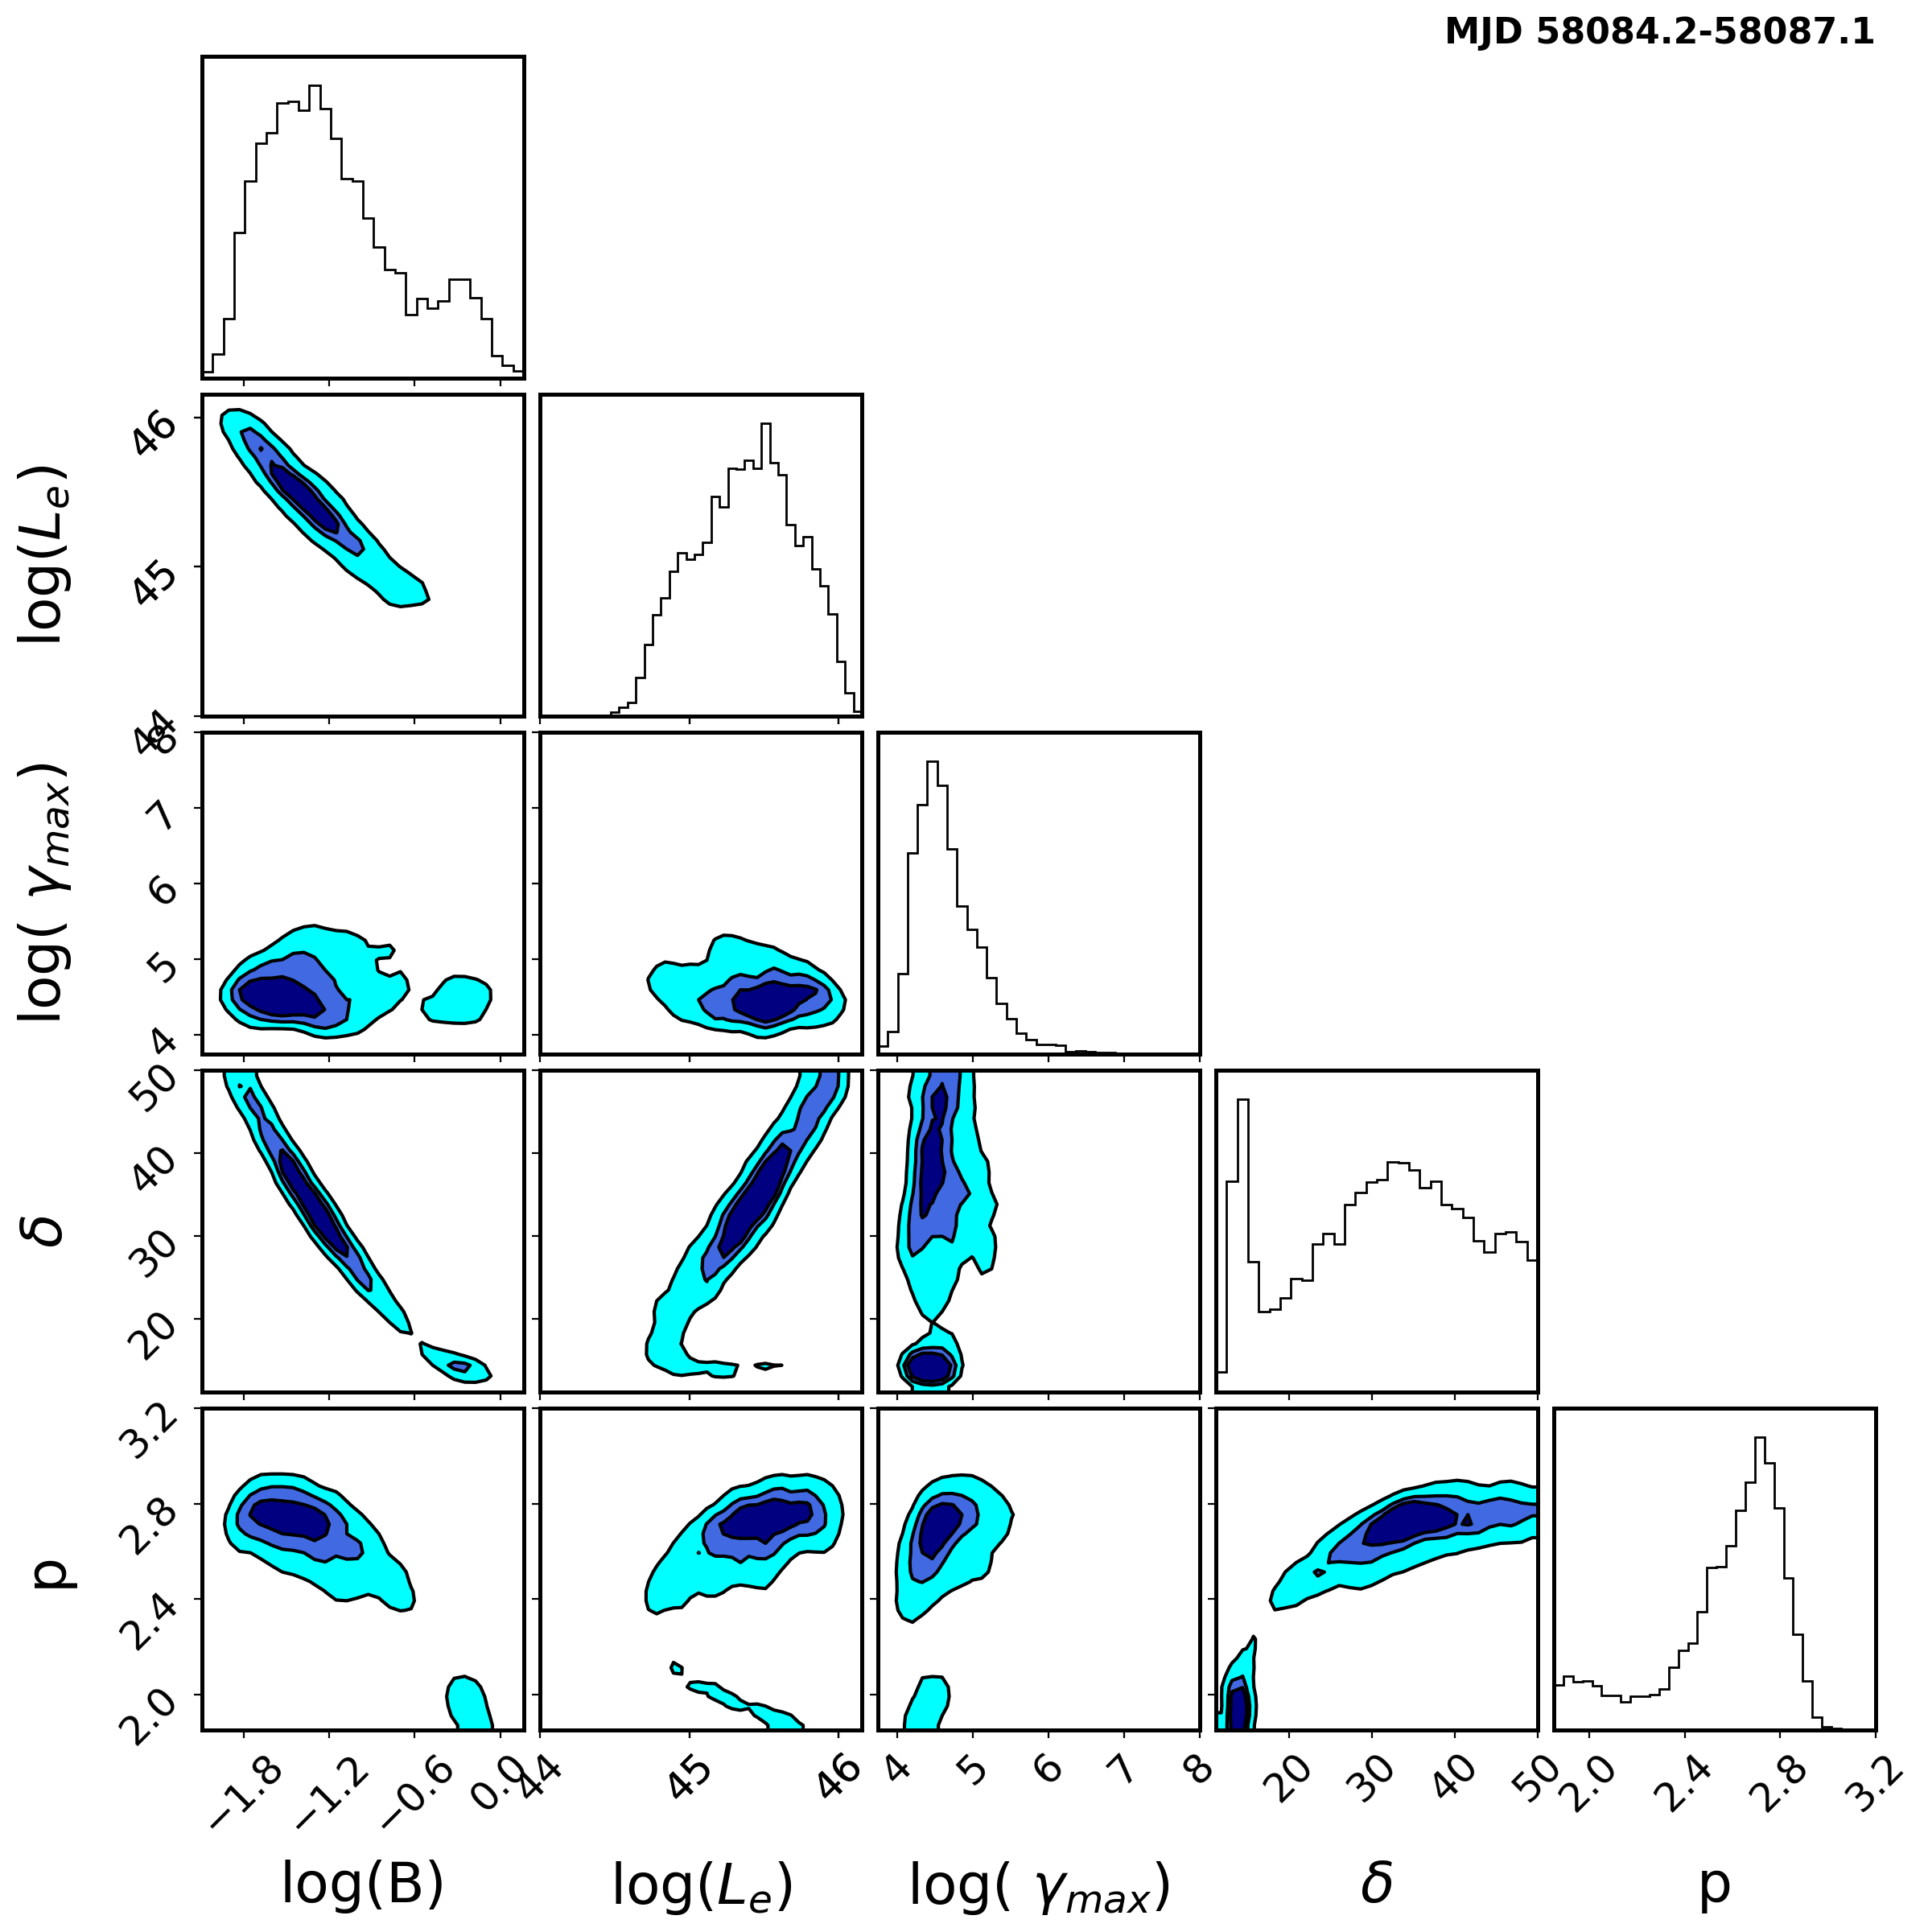 MJD 58084.2-58087.1
log(Lₑ)
46
45
44
log( γₘₐₓ)
8
7
6
5
4
δ
50
40
30
20
p
3.2
2.8
2.4
2.0
−1.8 −1.2 −0.6 0.0 44 45 46 4 5 6 7 8 20 30 40 50 2.0 2.4 2.8 3.2
log(B) log(Lₑ) log( γₘₐₓ) δ p